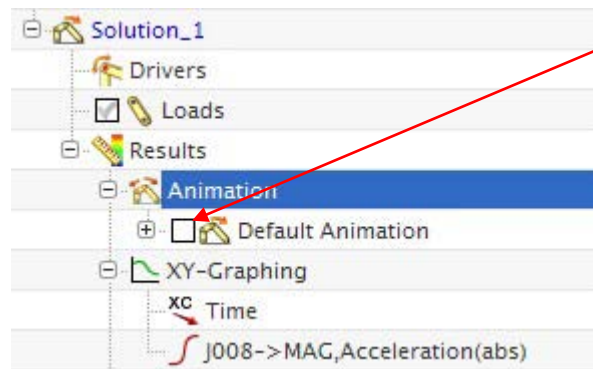 Solution_1
Drivers
Loads
Results
Animation
Default Animation
XY-Graphing
XC Time
J008->MAG,Acceleration(abs)